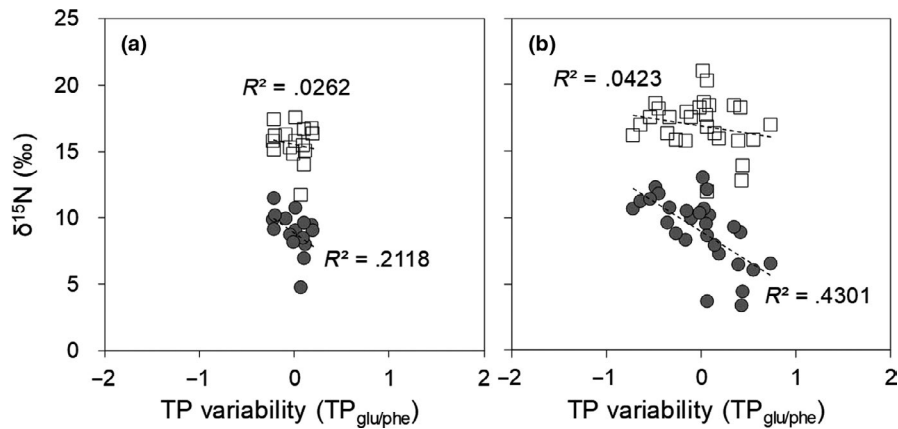 (a)
R² = .0262
R² = .2118
(b)
R² = .0423
R² = .4301
δ¹⁵N (‰)
25
20
15
10
5
0
−2
−1
0
1
2
−2
−1
0
1
2
TP variability (TPglu/phe)
TP variability (TPglu/phe)